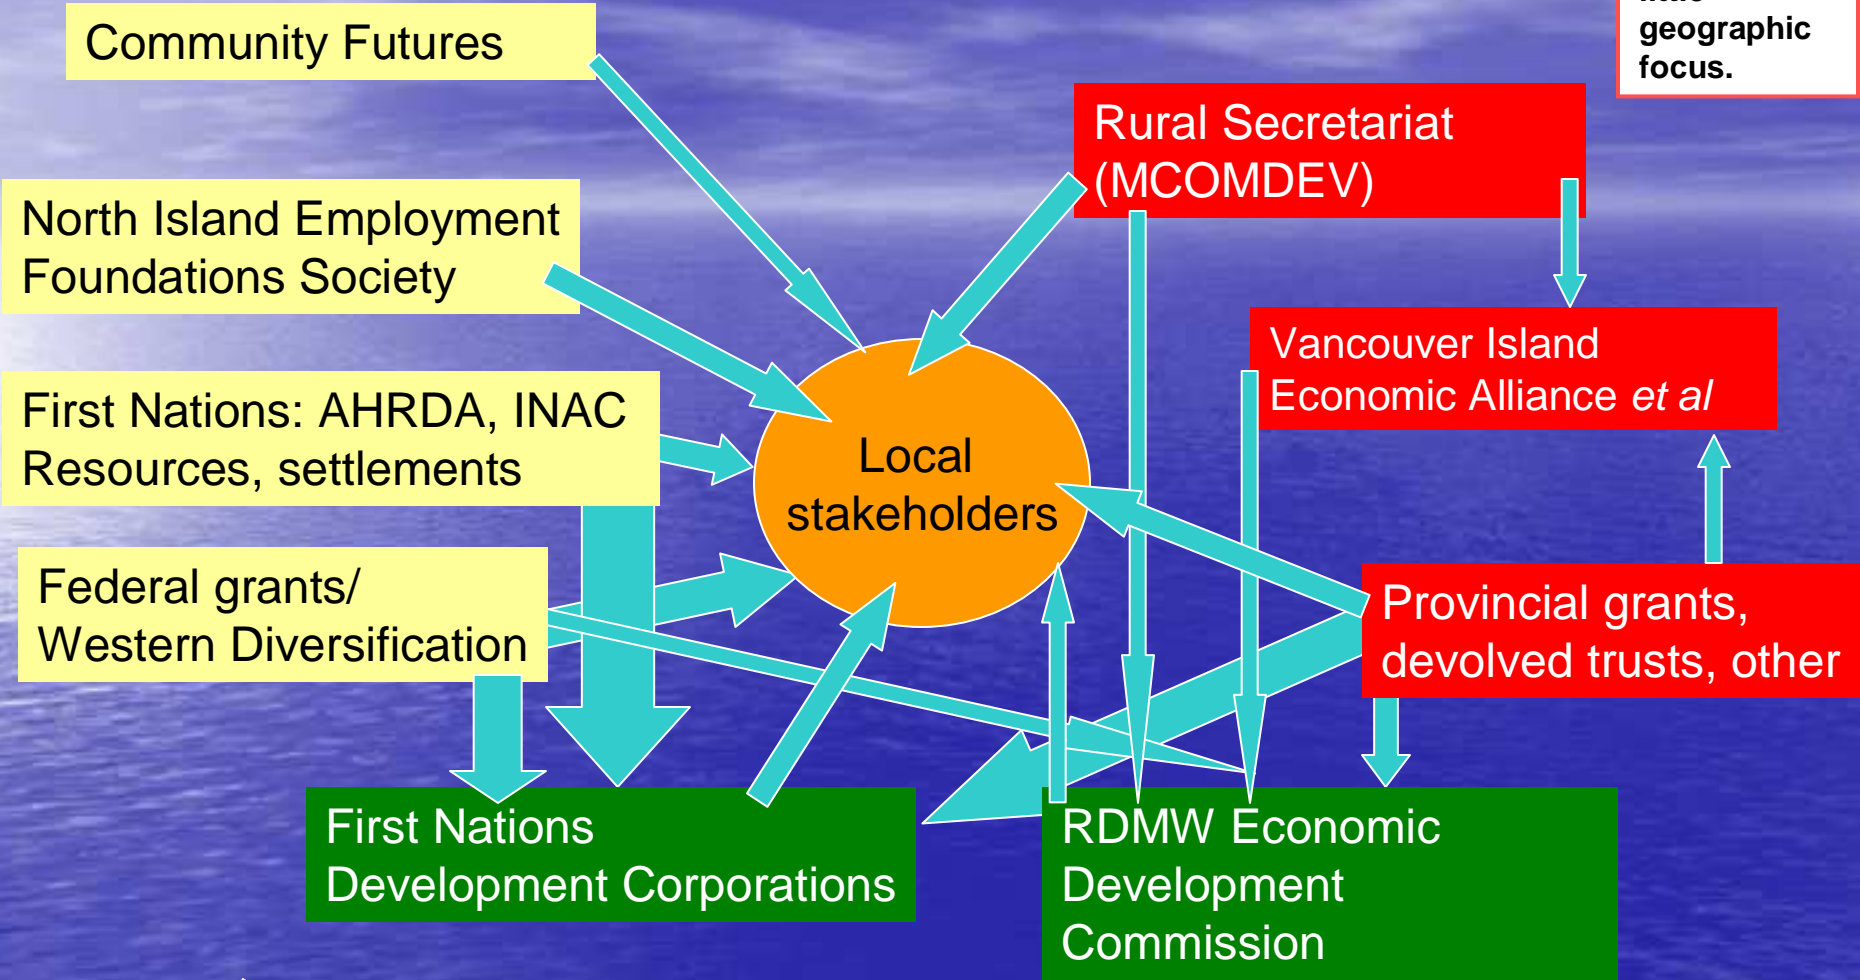 geographic
focus.
Community Futures
Rural Secretariat
(MCOMDEV)
North Island Employment
Foundations Society
Vancouver Island
Economic Alliance et al
First Nations: AHRDA, INAC
Resources, settlements
Local
stakeholders
Federal grants/
Western Diversification
Provincial grants,
devolved trusts, other
First Nations
Development Corporations
RDMW Economic
Development
Commission